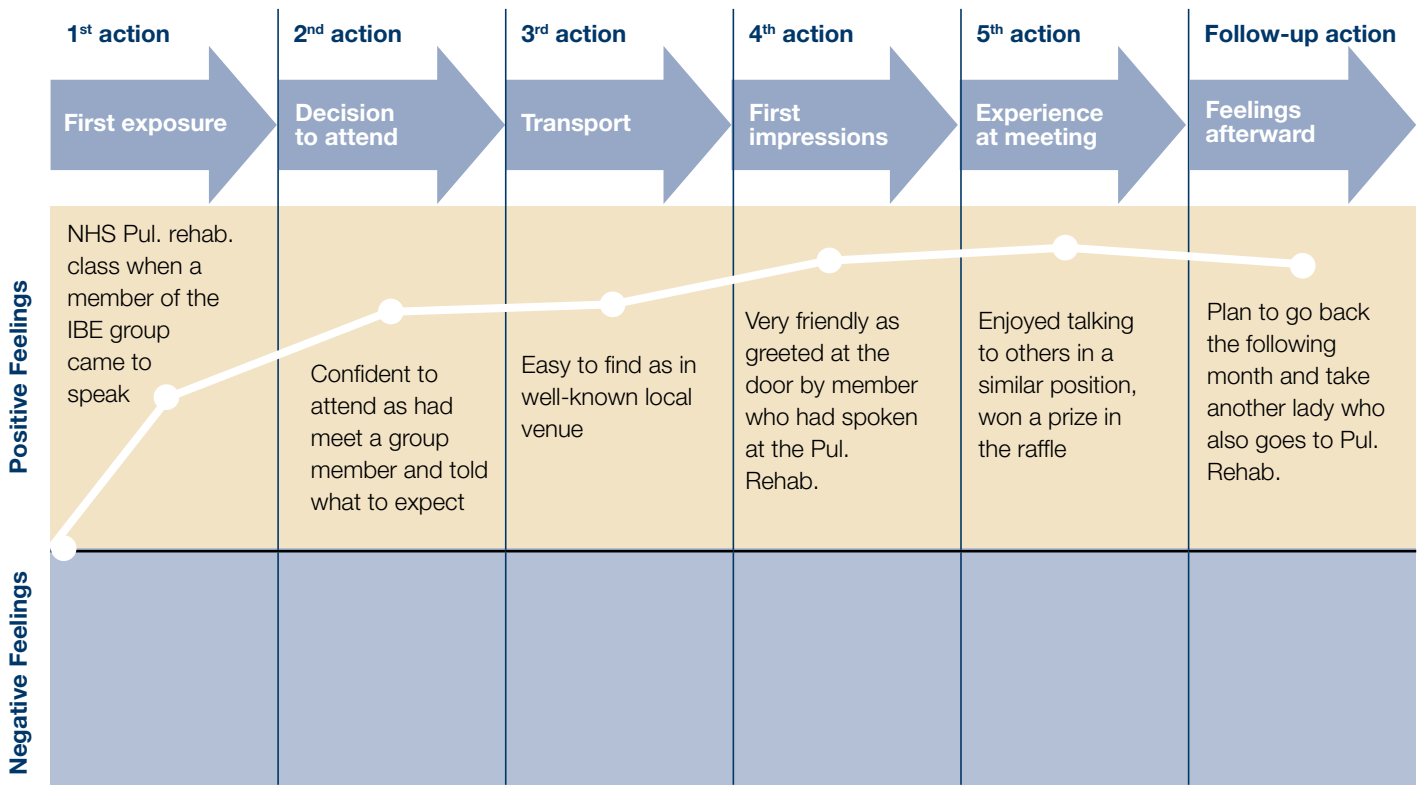 1st action
2nd action
3rd action
4th action
5th action
Follow-up action
First exposure
Decision
to attend
Transport
First
impressions
Experience
at meeting
Feelings
afterward
Positive Feelings
NHS Pul. rehab.
class when a
member of the
IBE group
came to
speak
Confident to
attend as had
meet a group
member and told
what to expect
Easy to find as in
well-known local
venue
Very friendly as
greeted at the
door by member
who had spoken
at the Pul.
Rehab.
Enjoyed talking
to others in a
similar position,
won a prize in
the raffle
Plan to go back
the following
month and take
another lady who
also goes to Pul.
Rehab.
Negative Feelings